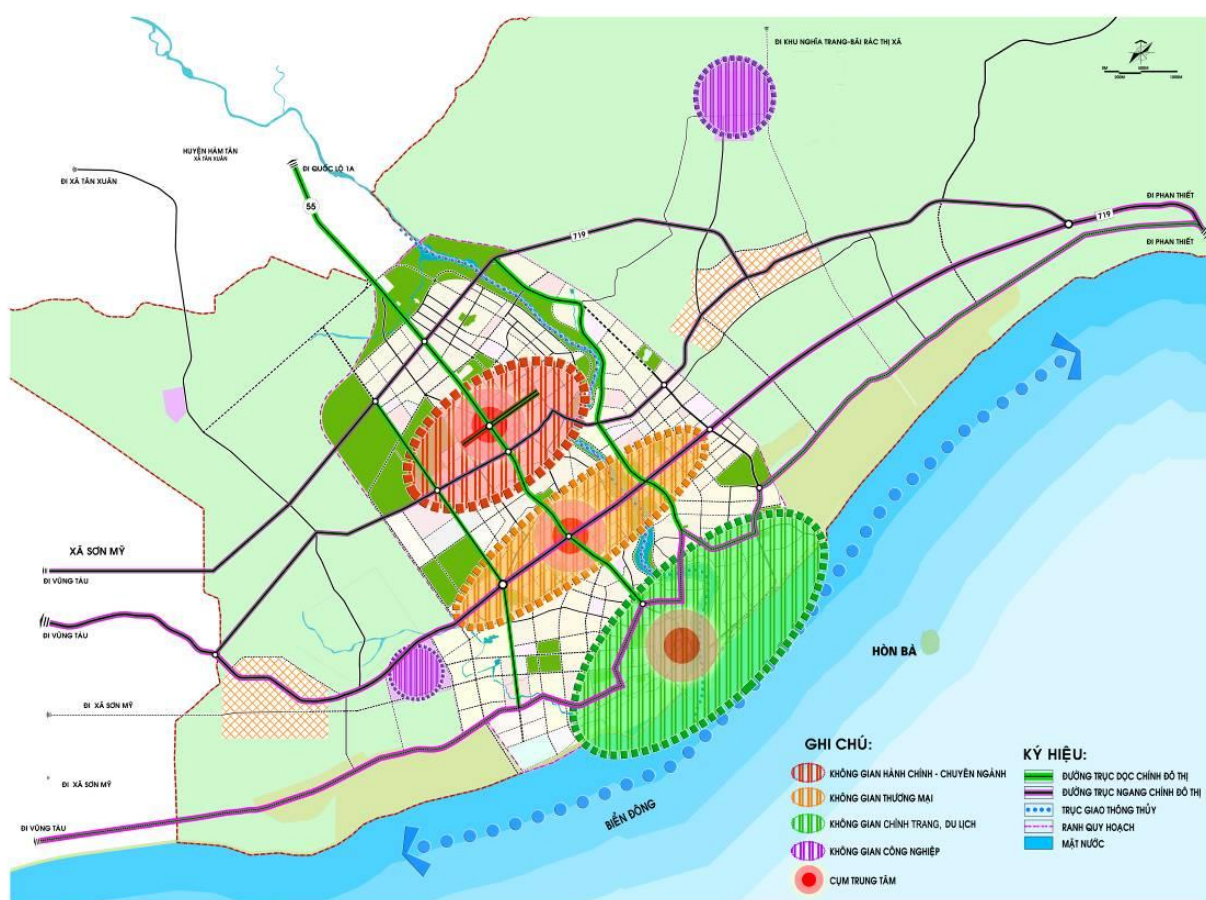 ĐI KHU NGHĨA TRANG-BÃI RÁC THỊ XÃ
HUYỆN HÀM TÂN
XÃ TÂN XUÂN
ĐI QUỐC LỘ 1A
ĐI XÃ TÂN XUÂN
55
719
ĐI PHAN THIẾT
719
ĐI PHAN THIẾT
XÃ SƠN MỸ
ĐI VŨNG TÀU
ĐI VŨNG TÀU
HÒN BÀ
ĐI XÃ SƠN MỸ
ĐI XÃ SƠN MỸ
ĐI VŨNG TÀU
BIỂN ĐÔNG
GHI CHÚ:
KHÔNG GIAN HÀNH CHÍNH - CHUYÊN NGÀNH
KHÔNG GIAN THƯƠNG MẠI
KHÔNG GIAN CHỈNH TRANG, DU LỊCH
KHÔNG GIAN CÔNG NGHIỆP
CỤM TRUNG TÂM
KÝ HIỆU:
ĐƯỜNG TRỤC DỌC CHÍNH ĐÔ THỊ
ĐƯỜNG TRỤC NGANG CHÍNH ĐÔ THỊ
TRỤC GIAO THÔNG THỦY
RANH QUY HOẠCH
MẶT NƯỚC